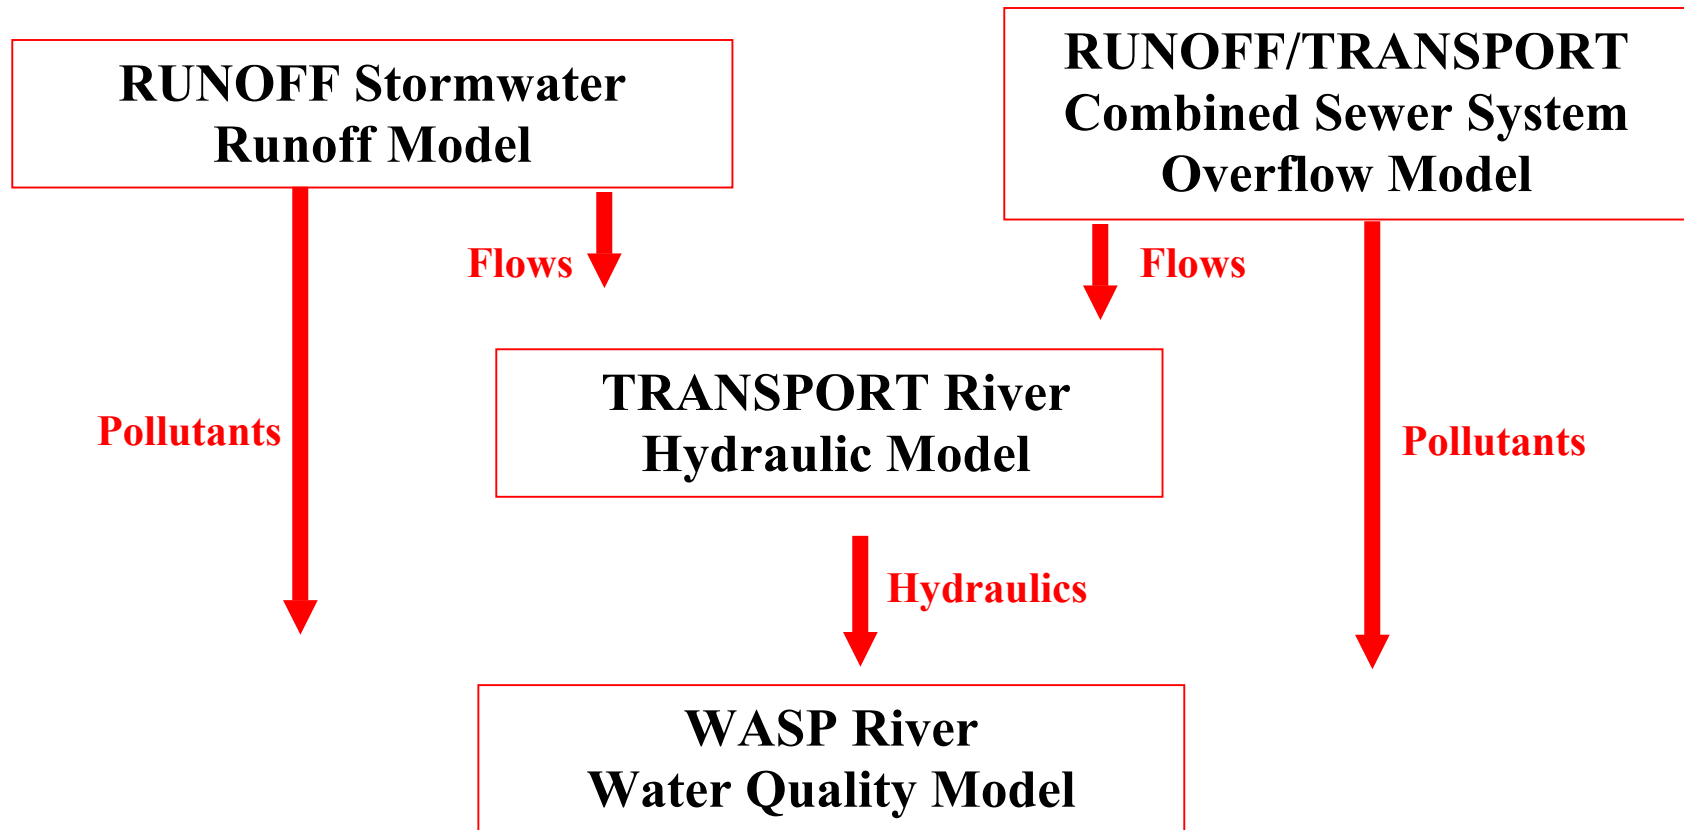 RUNOFF Stormwater
Runoff Model
RUNOFF/TRANSPORT
Combined Sewer System
Overflow Model
Flows
Flows
TRANSPORT River
Hydraulic Model
Pollutants
Pollutants
Hydraulics
WASP River
Water Quality Model